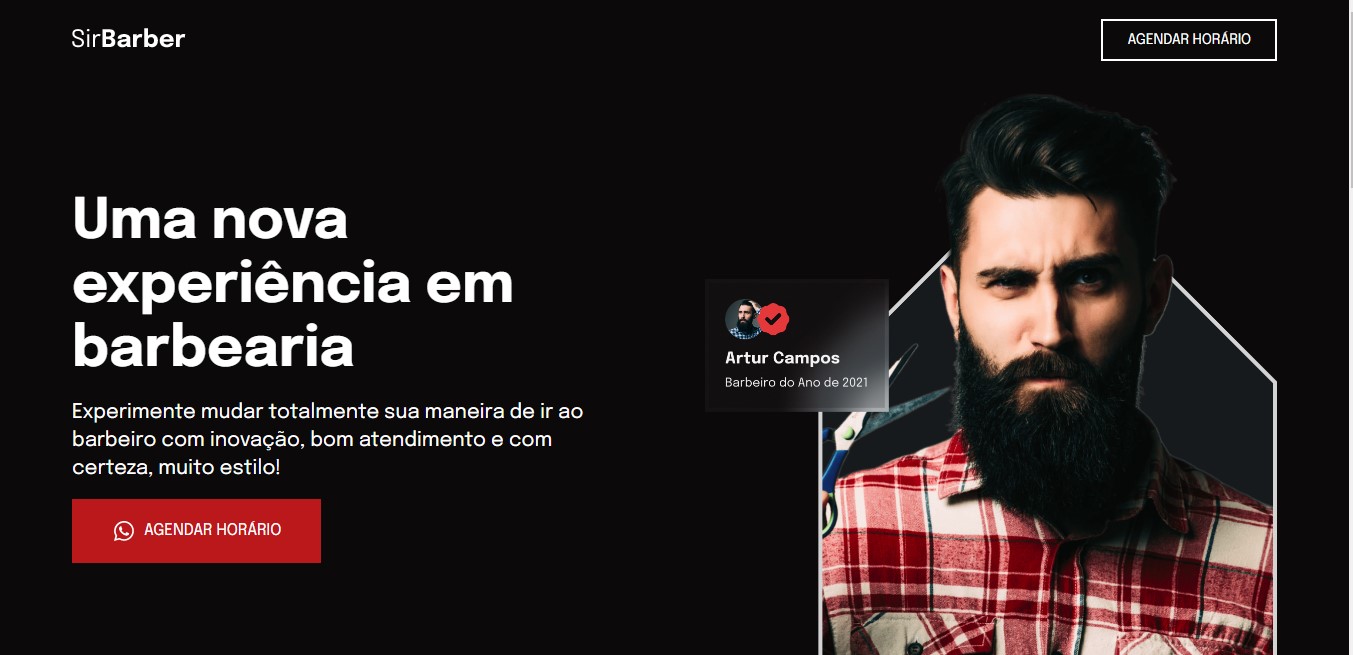 SirBarber
AGENDAR HORÁRIO
Uma nova
experiência em
barbearia
Experimente mudar totalmente sua maneira de ir ao
barbeiro com inovação, bom atendimento e com
certeza, muito estilo!
AGENDAR HORÁRIO
Artur Campos
Barbeiro do Ano de 2021